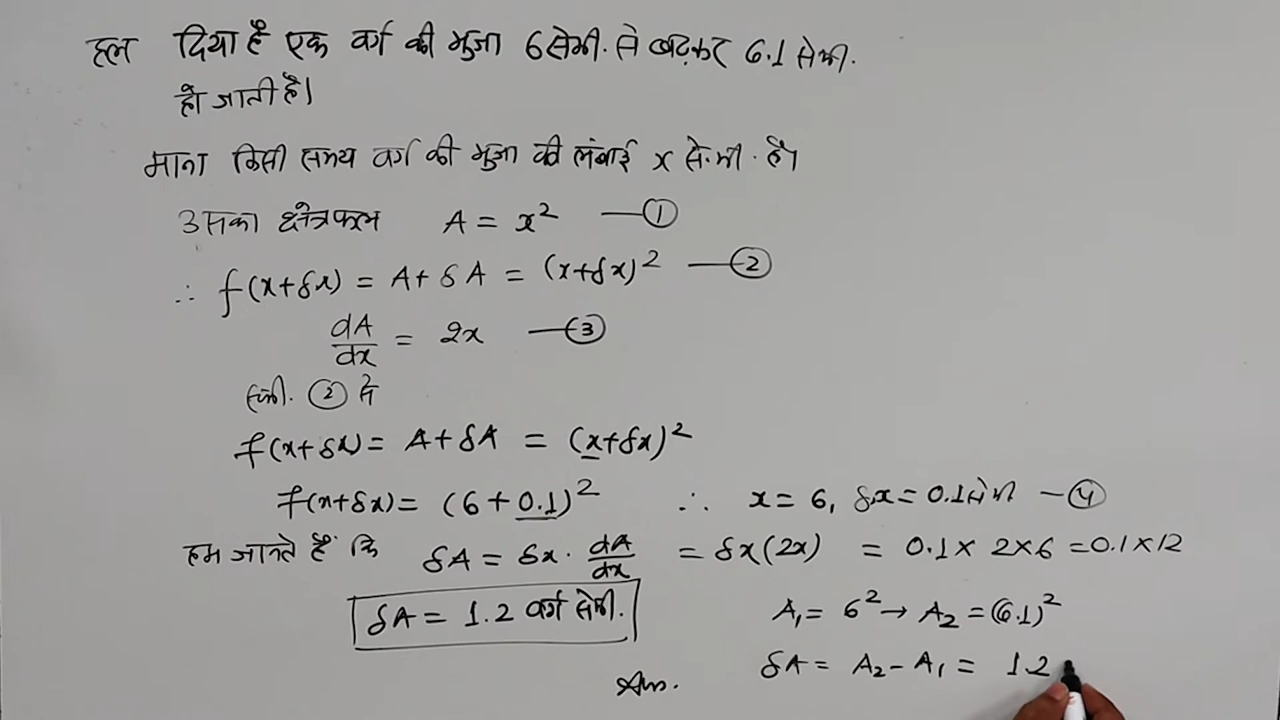 हल दिया है एक वर्ग की भुजा 6 सेमी. से बढ़कर 6.1 सेमी.
हो जाती है।
माना किसी समय वर्ग की भुजा की लंबाई x से.मी. है।
उसका क्षेत्रफल A = x² —①
∴ f(x+δx) = A+δA = (x+δx)² —②
dA/dx = 2x —③
समी. ② से
f(x+δx) = A+δA = (x+δx)²
f(x+δx) = (6+0.1)² ∴ x=6, δx=0.1सेमी —④
हम जानते हैं कि δA = δx · dA/dx = δx(2x) = 0.1×2×6 = 0.1×12
δA = 1.2 वर्ग सेमी.
A₁ = 6² → A₂ = (6.1)²
δA = A₂ - A₁ = 1.2
Ans.